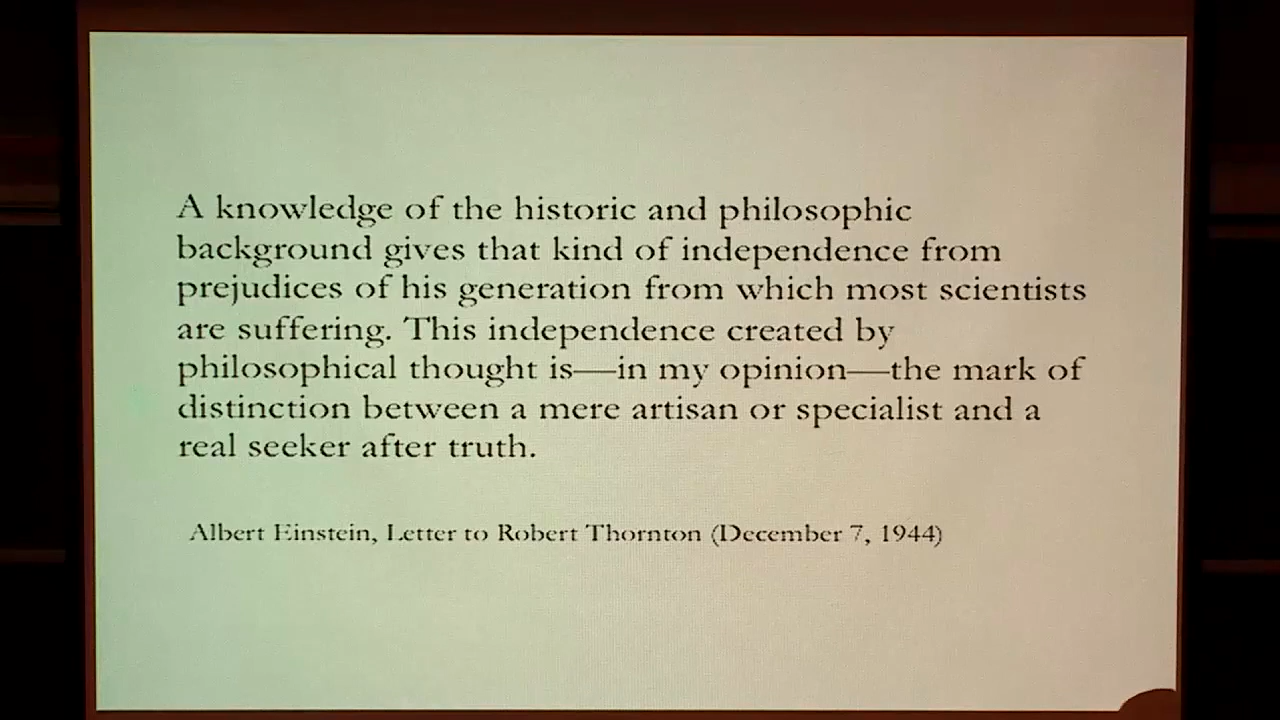 A knowledge of the historic and philosophic
background gives that kind of independence from
prejudices of his generation from which most scientists
are suffering. This independence created by
philosophical thought is—in my opinion—the mark of
distinction between a mere artisan or specialist and a
real seeker after truth.
Albert Einstein, Letter to Robert Thornton (December 7, 1944)